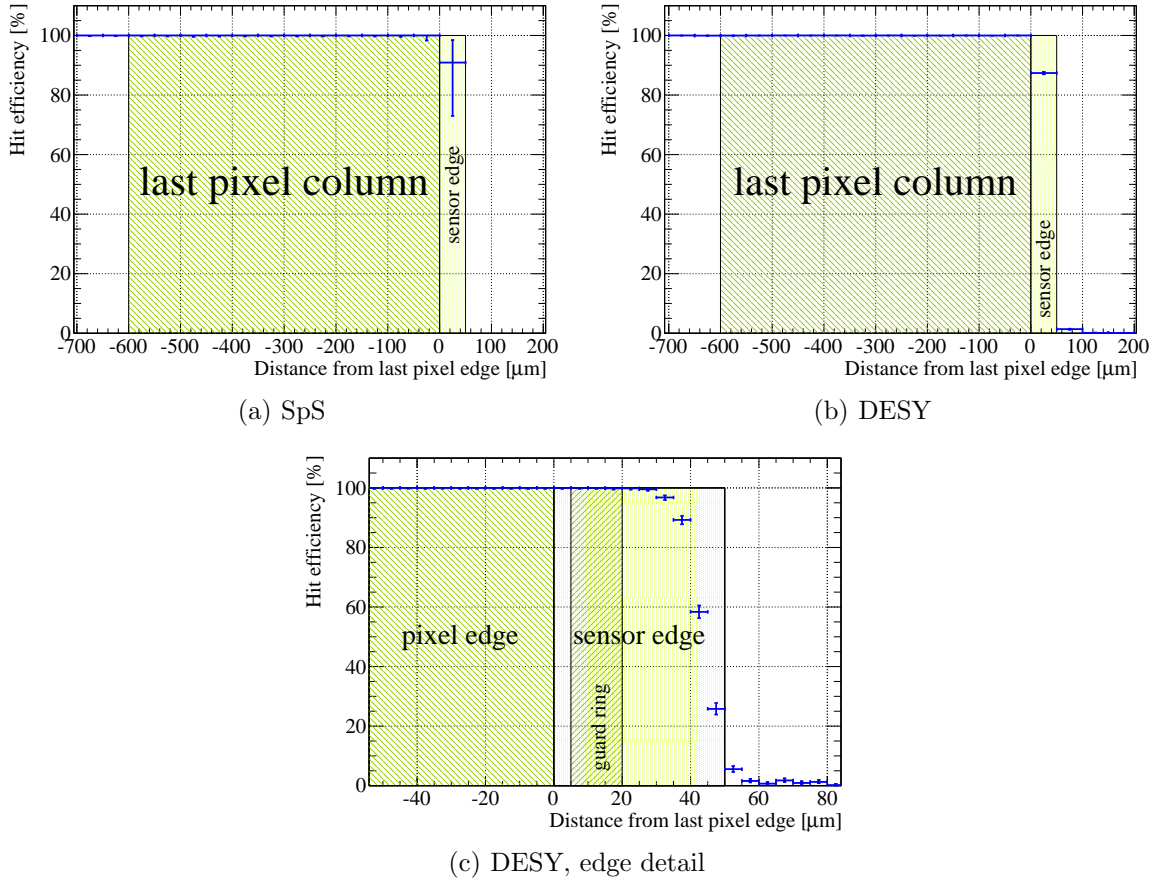 Hit efficiency [%]
100
80
60
40
20
0
last pixel column
sensor edge
-700 -600 -500 -400 -300 -200 -100 0 100 200
Distance from last pixel edge [μm]
(a) SpS
Hit efficiency [%]
100
80
60
40
20
0
last pixel column
sensor edge
-700 -600 -500 -400 -300 -200 -100 0 100 200
Distance from last pixel edge [μm]
(b) DESY
Hit efficiency [%]
100
80
60
40
20
0
pixel edge
sensor edge
guard ring
-40 -20 0 20 40 60 80
Distance from last pixel edge [μm]
(c) DESY, edge detail